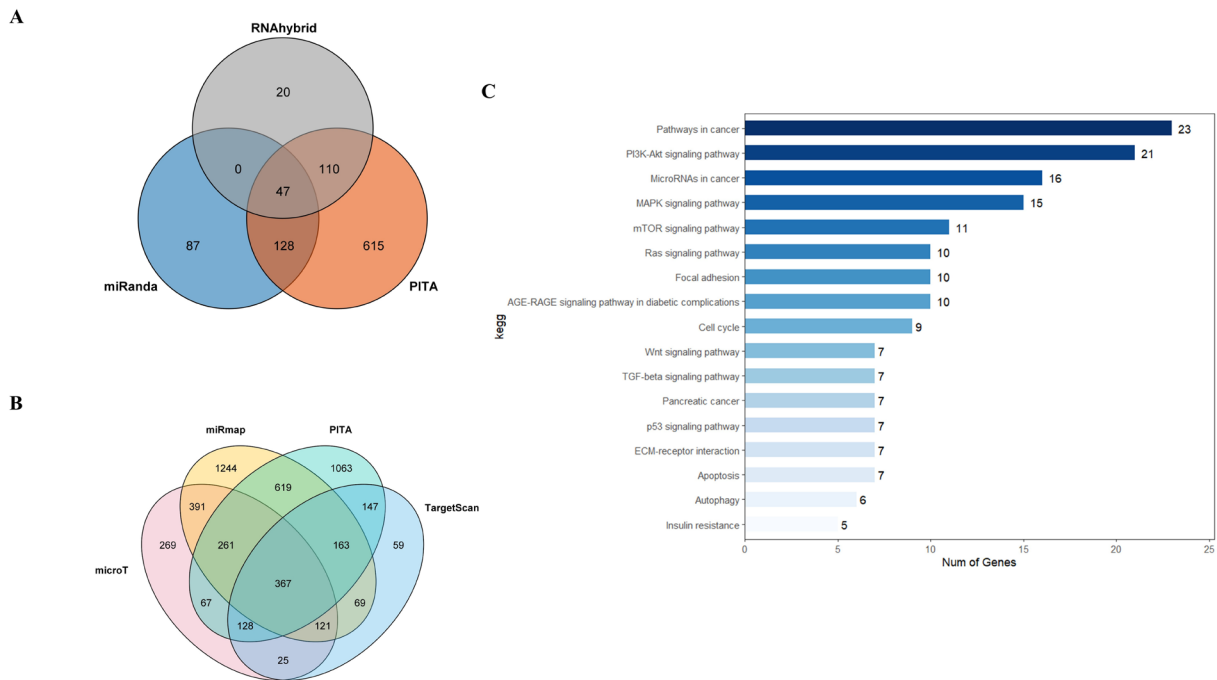 A
RNAhybrid
20
0
110
47
87
128
615
miRanda
PITA
B
miRmap
PITA
1244
1063
619
391
147
TargetScan
269
261
163
59
microT
367
67
69
128
121
25
C
kegg
Pathways in cancer 23
PI3K-Akt signaling pathway 21
MicroRNAs in cancer 16
MAPK signaling pathway 15
mTOR signaling pathway 11
Ras signaling pathway 10
Focal adhesion 10
AGE-RAGE signaling pathway in diabetic complications 10
Cell cycle 9
Wnt signaling pathway 7
TGF-beta signaling pathway 7
Pancreatic cancer 7
p53 signaling pathway 7
ECM-receptor interaction 7
Apoptosis 7
Autophagy 6
Insulin resistance 5
0 5 10 15 20 25
Num of Genes